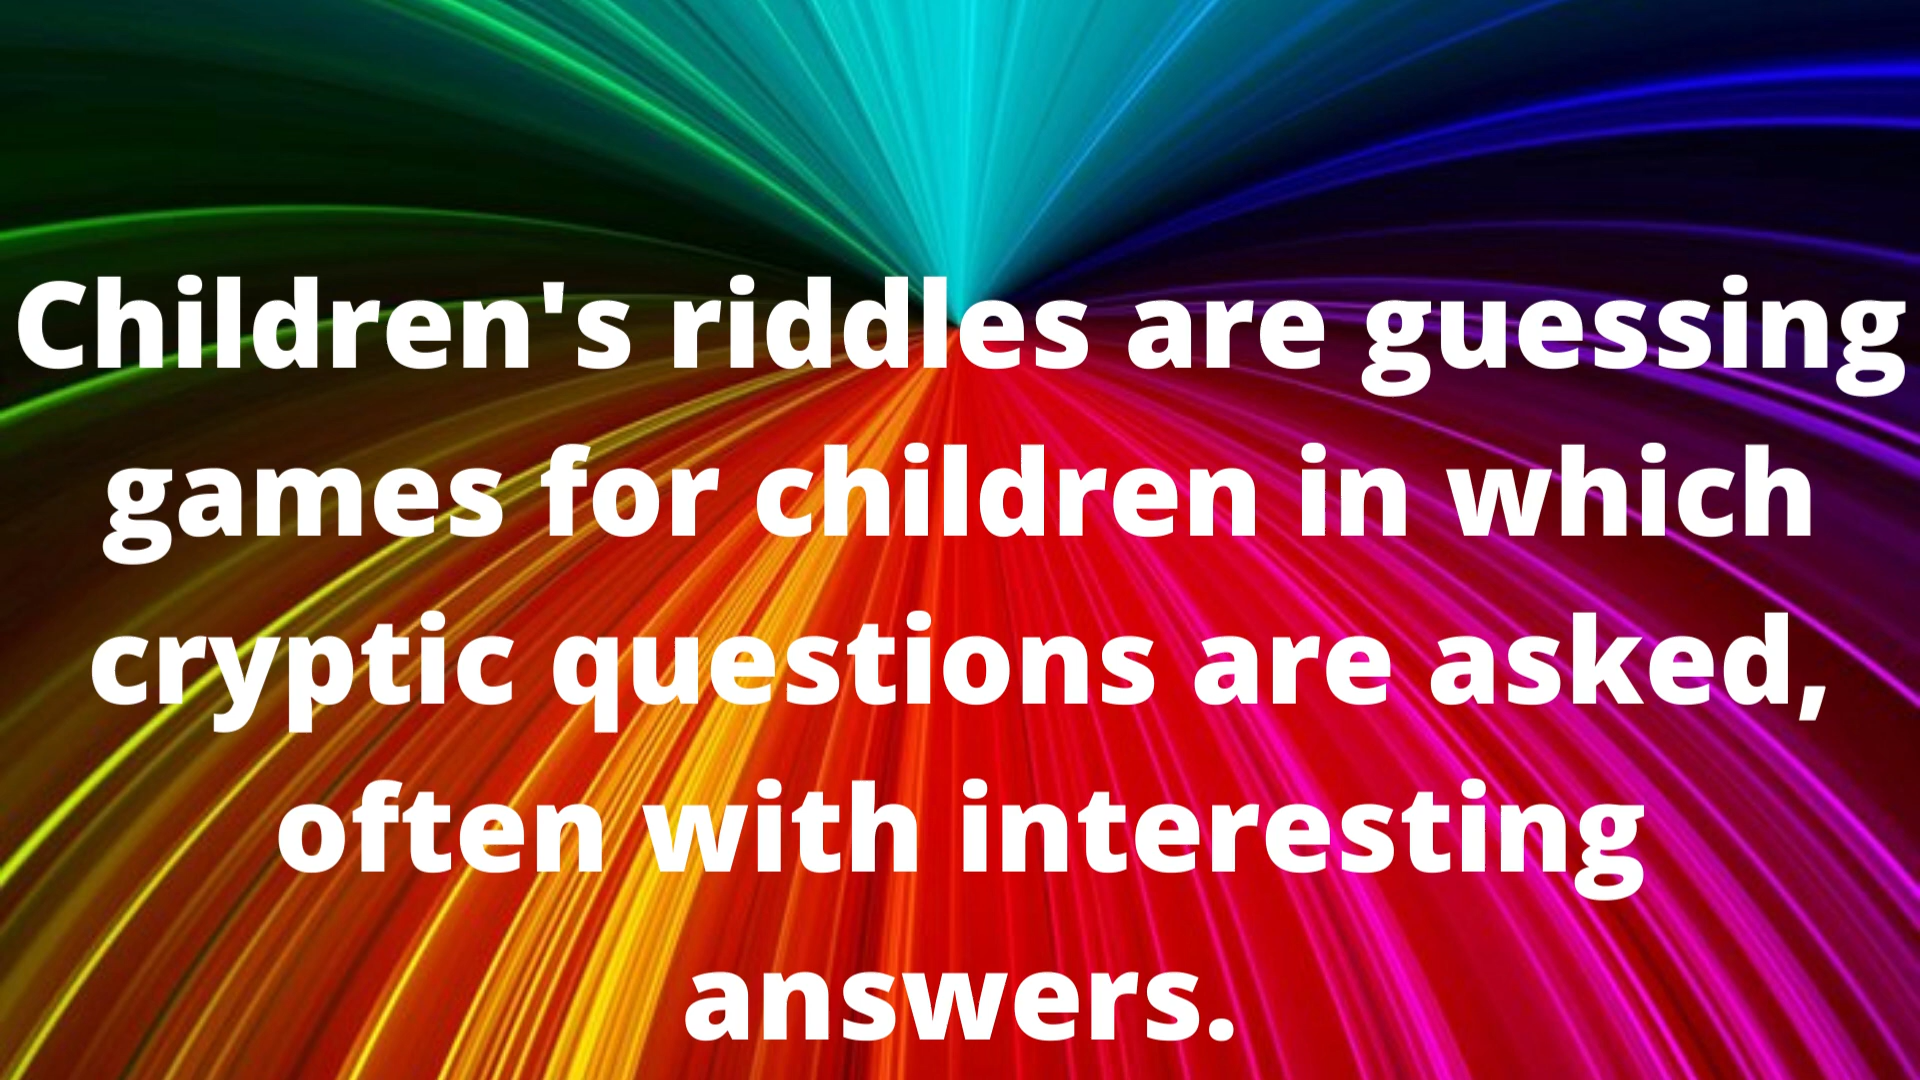 Children's riddles are guessing
games for children in which
cryptic questions are asked,
often with interesting
answers.